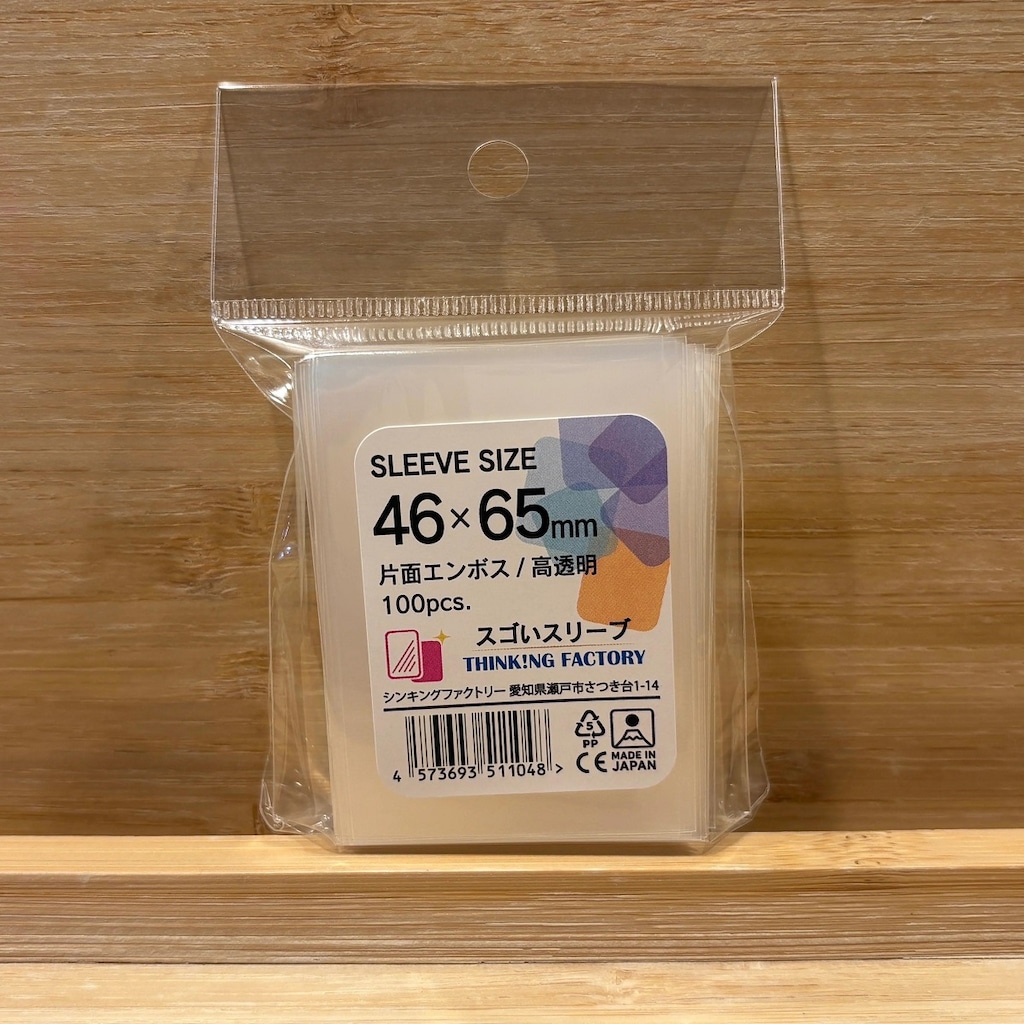 SLEEVE SIZE
46×65mm
片面エンボス/高透明
100pcs.
スゴいスリーブ
THINK!NG FACTORY
シンキングファクトリー 愛知県瀬戸市さつき台1-14
4 573693 511048 >
5
PP
CE
MADE IN
JAPAN